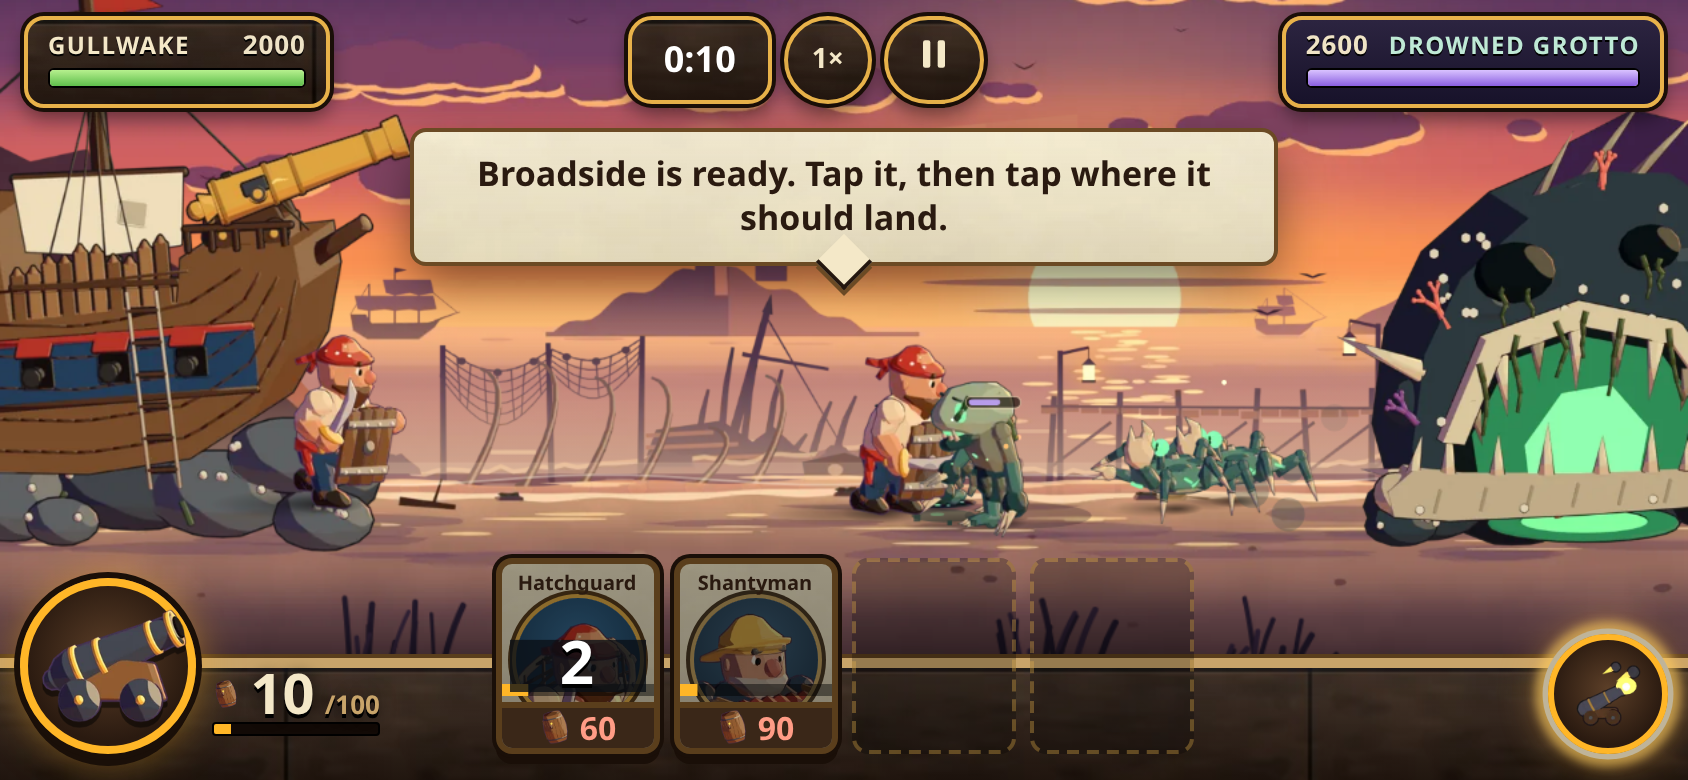 GULLWAKE 2000
0:10
1×
2600 DROWNED GROTTO
Broadside is ready. Tap it, then tap where it
should land.
Hatchguard
2
60
Shantyman
90
10 /100